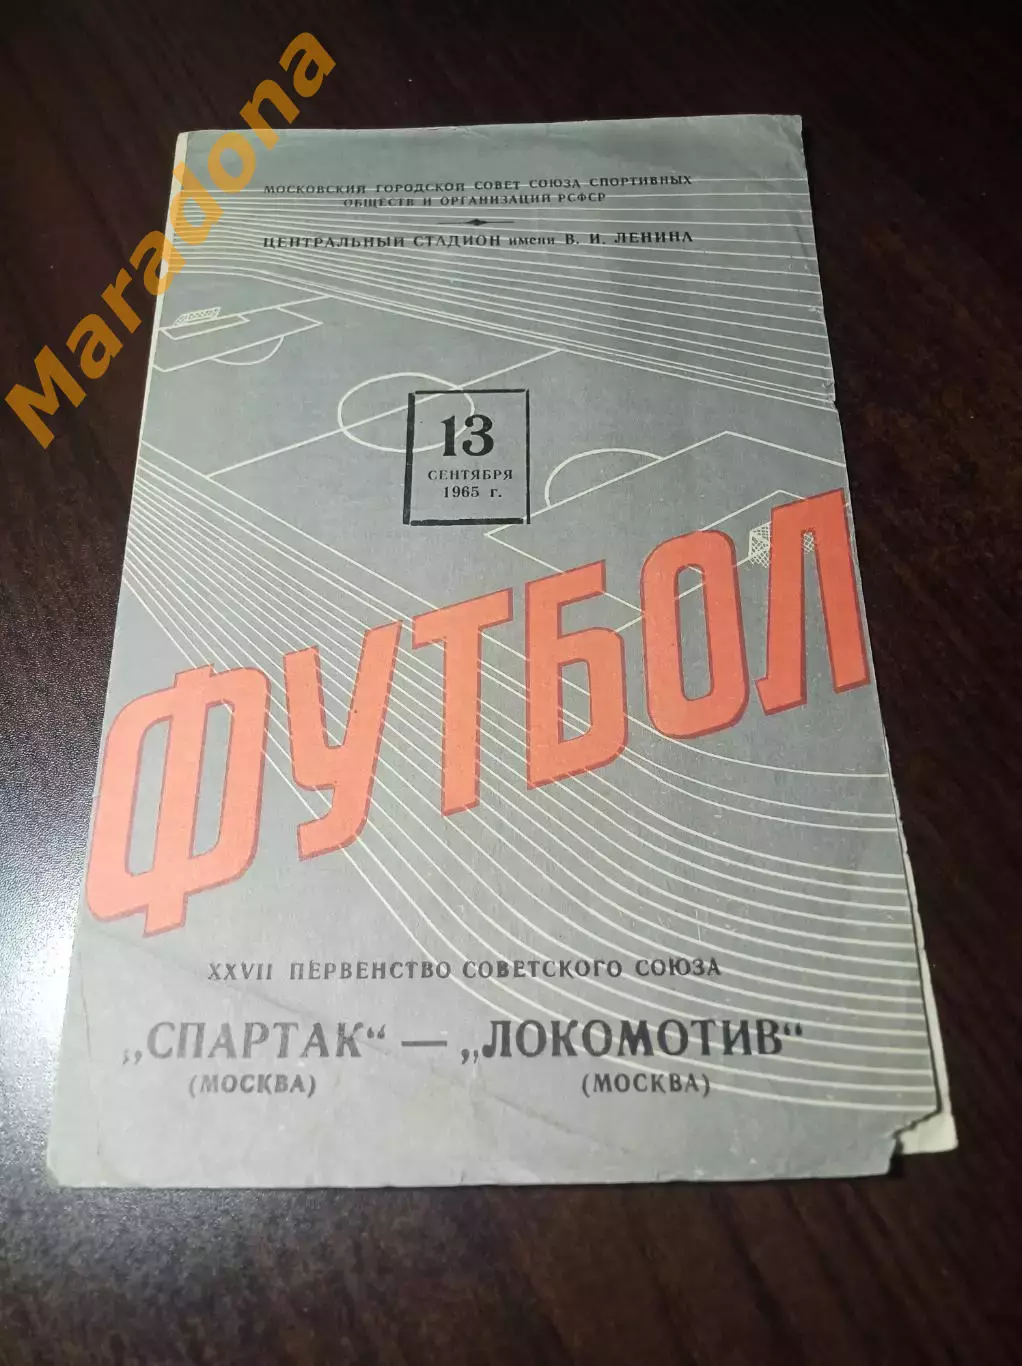 Maradona
МОСКОВСКИЙ ГОРОДСКОЙ СОВЕТ СОЮЗА СПОРТИВНЫХ
ОБЩЕСТВ И ОРГАНИЗАЦИЙ РСФСР
ЦЕНТРАЛЬНЫЙ СТАДИОН имени В. И. ЛЕНИНА
13
СЕНТЯБРЯ
1965 г.
ФУТБОЛ
XXVII ПЕРВЕНСТВО СОВЕТСКОГО СОЮЗА
„СПАРТАК“ — „ЛОКОМОТИВ“
(МОСКВА) (МОСКВА)